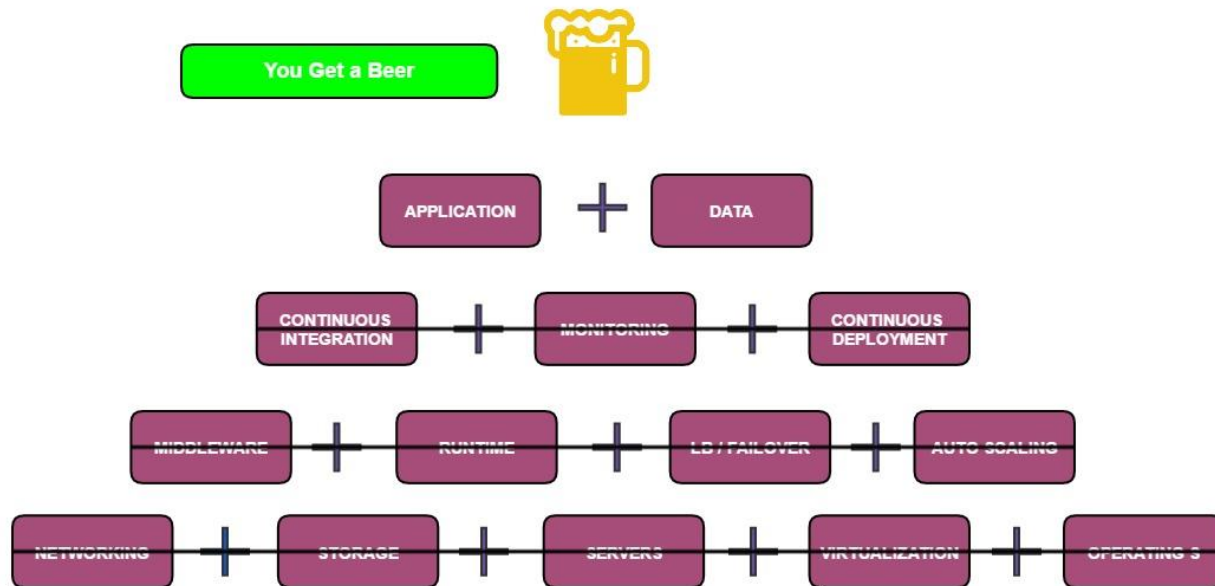 You Get a Beer
APPLICATION
DATA
CONTINUOUS
INTEGRATION
MONITORING
CONTINUOUS
DEPLOYMENT
MIDDLEWARE
RUNTIME
LB / FAILOVER
AUTO SCALING
NETWORKING
STORAGE
SERVERS
VIRTUALIZATION
OPERATING S